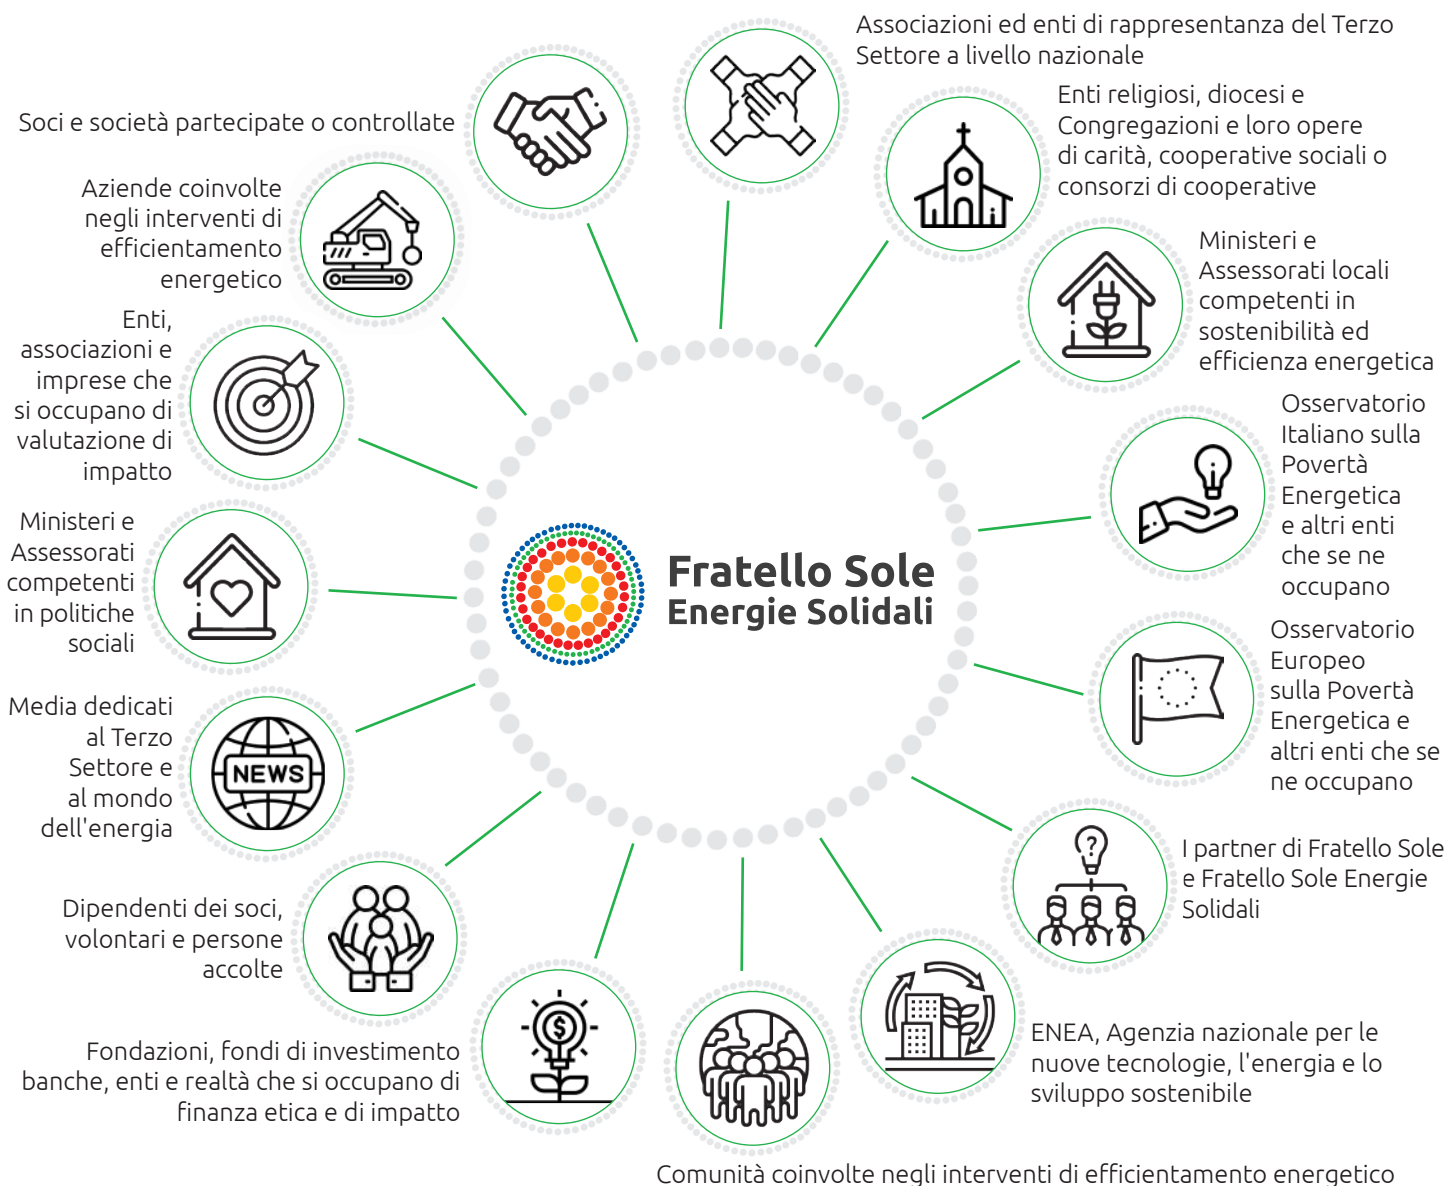 Associazioni ed enti di rappresentanza del Terzo
Settore a livello nazionale
Enti religiosi, diocesi e
Congregazioni e loro opere
di carità, cooperative sociali o
consorzi di cooperative
Ministeri e
Assessorati locali
competenti in
sostenibilità ed
efficienza energetica
Osservatorio
Italiano sulla
Povertà
Energetica
e altri enti
che se ne
occupano
Osservatorio
Europeo
sulla Povertà
Energetica e
altri enti che se
ne occupano
I partner di Fratello Sole
e Fratello Sole Energie
Solidali
ENEA, Agenzia nazionale per le
nuove tecnologie, l'energia e lo
sviluppo sostenibile
Comunità coinvolte negli interventi di efficientamento energetico
Fondazioni, fondi di investimento
banche, enti e realtà che si occupano di
finanza etica e di impatto
Dipendenti dei soci,
volontari e persone
accolte
Media dedicati
al Terzo
Settore e
al mondo
dell'energia
NEWS
Ministeri e
Assessorati
competenti
in politiche
sociali
Enti,
associazioni e
imprese che
si occupano di
valutazione di
impatto
Aziende coinvolte
negli interventi di
efficientamento
energetico
Soci e società partecipate o controllate
Fratello Sole
Energie Solidali
?
$